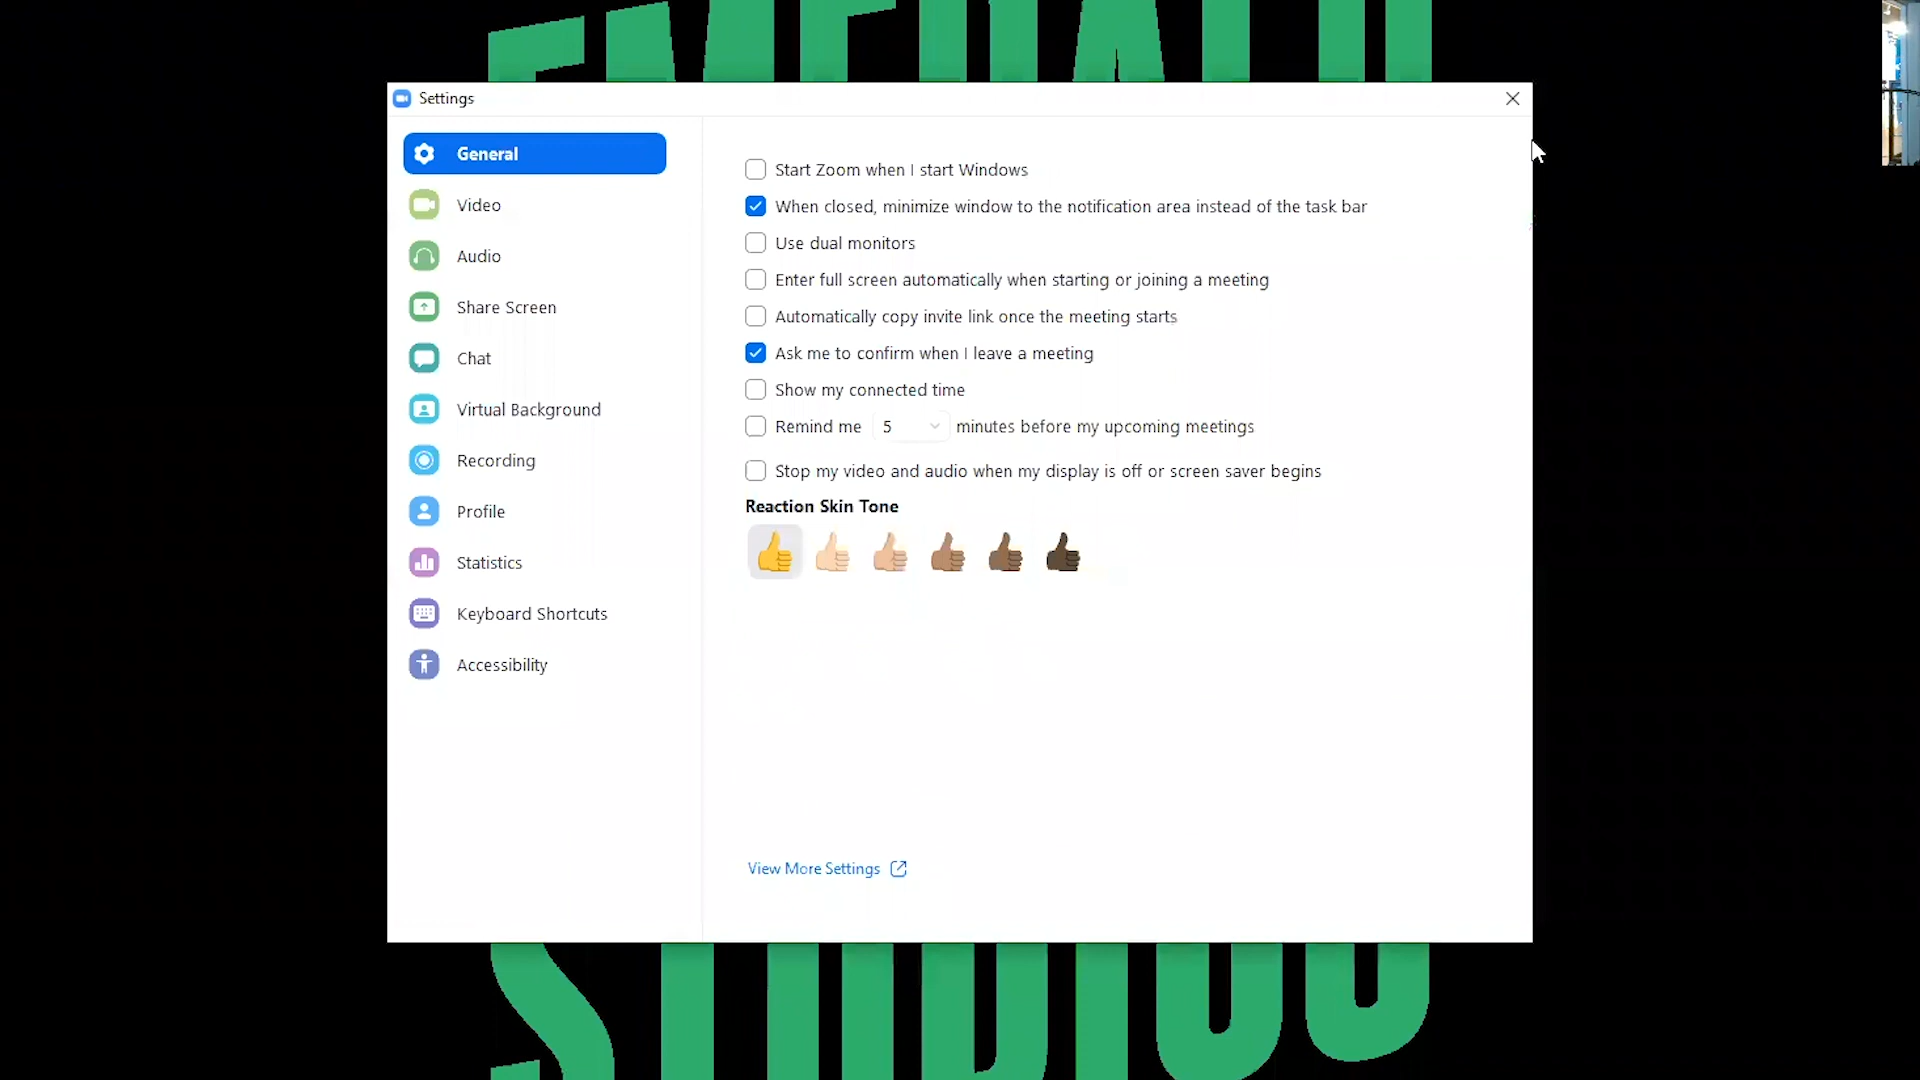 EMERALD
Settings
General
Video
Audio
Share Screen
Chat
Virtual Background
Recording
Profile
Statistics
Keyboard Shortcuts
Accessibility
Start Zoom when I start Windows
When closed, minimize window to the notification area instead of the task bar
Use dual monitors
Enter full screen automatically when starting or joining a meeting
Automatically copy invite link once the meeting starts
Ask me to confirm when I leave a meeting
Show my connected time
Remind me 5 minutes before my upcoming meetings
Stop my video and audio when my display is off or screen saver begins
Reaction Skin Tone
View More Settings
STUDIOS